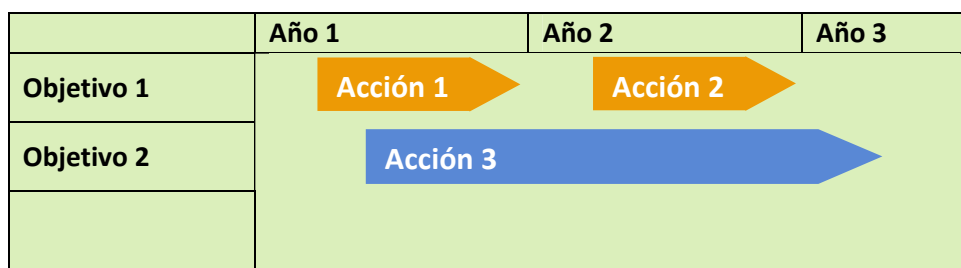 Año 1 Año 2 Año 3
Objetivo 1 Acción 1 Acción 2
Objetivo 2 Acción 3